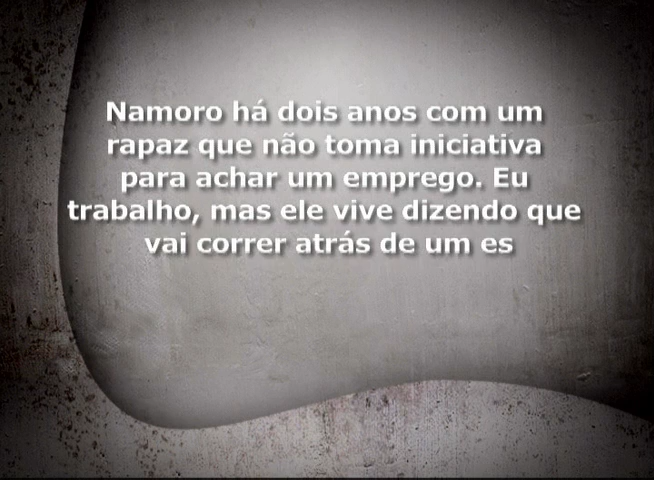 Namoro há dois anos com um
rapaz que não toma iniciativa
para achar um emprego. Eu
trabalho, mas ele vive dizendo que
vai correr atrás de um es